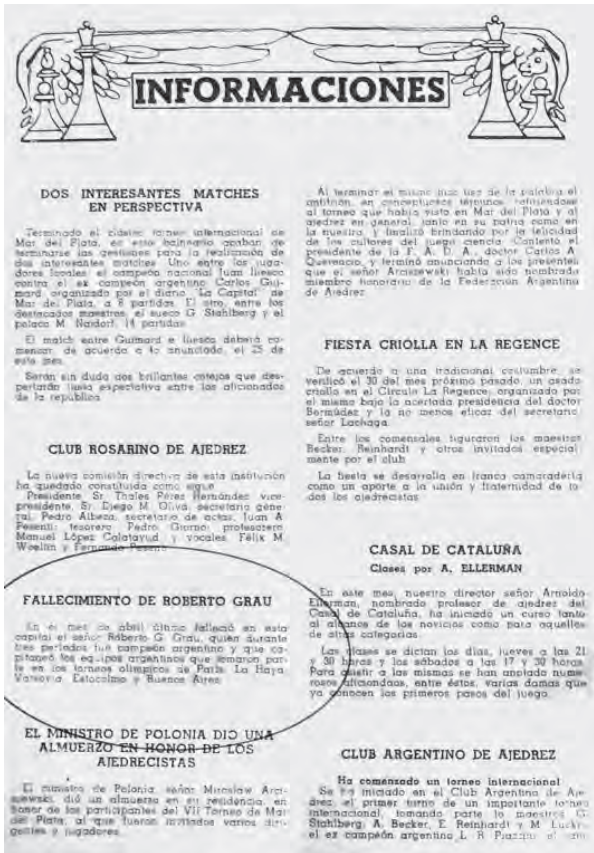 INFORMACIONES
DOS INTERESANTES MATCHES
EN PERSPECTIVA
Terminado el clásico torneo internacional de
Mar del Plata, en este balneario acaban de
terminarse las gestiones para la realización de
dos interesantes matches. Uno entre los juga-
dores locales el campeón nacional Juan Iliesco
contra el ex campeón argentino Carlos Gui-
mard organizado por el diario "La Capital" de
Mar del Plata, a 8 partidas. El otro, entre los
destacados maestros, el sueco G. Stahlberg y el
polaco M. Najdorf, 14 partidas.
El match entre Guimard e Iliesco deberá co-
menzar, de acuerdo a lo anunciado, el 25 de
este mes.
Serán sin duda dos brillantes cotejos que des-
pertarán justa expectativa entre los aficionados
de la república.
CLUB ROSARINO DE AJEDREZ
La nueva comisión directiva de esta institución
ha quedado constituida como sigue
Presidente, Sr. Thales Pérez Hernández; vice-
presidente, Sr. Diego M. Oliva, secretario gene-
ral, Pedro Albeza, secretario de actas, Juan A.
Pesenti; tesorero Pedro Giorno; protesorero
Manuel López Calatayud y vocales, Félix M.
y Fernando
FALLECIMIENTO DE ROBERTO GRAU
En el mes de abril último falleció en esta
capital el señor Roberto G. Grau, quien durante
tres períodos fue campeón argentino y que ca-
pitaneó los equipos argentinos que tomaron par-
te en los torneos olímpicos de París, La Haya,
Varsovia, Estocolmo y Buenos Aires.
EL MINISTRO DE POLONIA DIO UNA
ALMUERZO EN HONOR DE LOS
AJEDRECISTAS
El ministro de Polonia, señor Miroslaw Arci-
szewski, dió un almuerzo en su residencia, en
honor de los participantes del VII Torneo de Mar
del Plata, al que fueron invitados varios diri-
gentes y jugadores.
Al terminar el mismo hizo uso de la palabra el
anfitrión, en conceptuosos términos refiriéndose
al torneo que había visto en Mar del Plata y al
ajedrez en general, tanto en su patria como en
la nuestra, y finalizó brindando por la felicidad
de los cultores del juego ciencia. Contestó el
presidente de la F. A. D. A., doctor Carlos A.
Querencio, y terminó anunciando a los presentes
que el señor Arciszewski había sido nombrado
miembro honorario de la Federación Argentina
de Ajedrez.
FIESTA CRIOLLA EN LA REGENCE
De acuerdo a una tradicional costumbre, se
verificó el 30 del mes próximo pasado, un asado
criollo en el Círculo La Regence; organizado por
el mismo bajo la acertada presidencia del doctor
Bermúdez y la no menos eficaz del secretario
señor Lachaga.
Entre los comensales figuraron los maestros
Becker, Reinhardt y otros invitados especial-
mente por el club.
La fiesta se desarrolló en franca camaradería
como un aporte a la unión y fraternidad de to-
dos los ajedrecistas.
CASAL DE CATALUÑA
Clases por A. ELLERMAN
En este mes, nuestro director señor Arnoldo
Ellerman, nombrado profesor de ajedrez del
Casal de Cataluña, ha iniciado un curso tanto
al alcance de los novicios como para aquellos
de altas categorías.
Las clases se dictan los días, jueves a las 21
y 30 horas y los sábados a las 17 y 30 horas.
Para asistir a las mismas se han anotado nume-
rosos aficionados, entre éstos, varias damas que
ya conocen los primeros pasos del juego.
CLUB ARGENTINO DE AJEDREZ
Ha comenzado un torneo internacional
Se ha iniciado en el Club Argentino de Aje-
drez el primer turno de un importante torneo
internacional, tomando parte lo maestros G.
Stahlberg, A. Becker, E. Reinhardt y M. Luckis,
el ex campeón argentino L. R. Piazzini, el